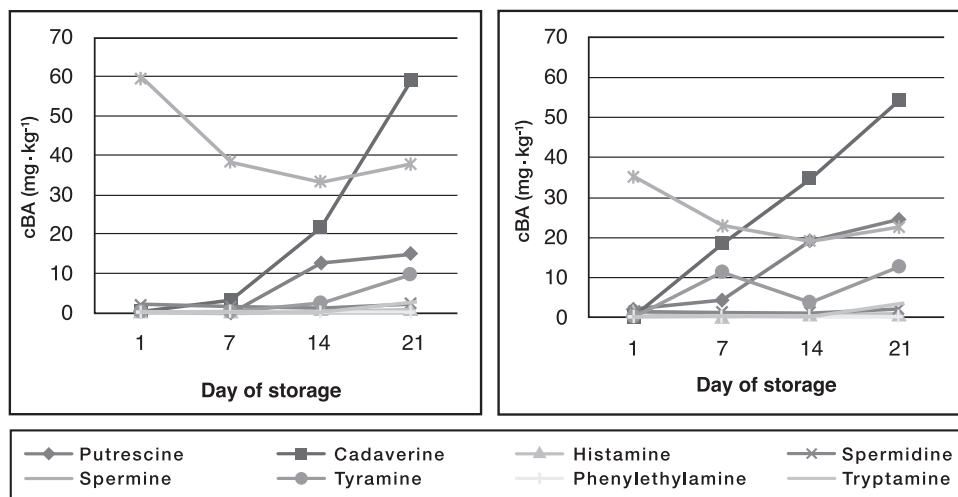 70
60
50
40
30
20
10
0
cBA (mg·kg⁻¹)
1 7 14 21
Day of storage
70
60
50
40
30
20
10
0
cBA (mg·kg⁻¹)
1 7 14 21
Day of storage
Putrescine Cadaverine Histamine Spermidine
Spermine Tyramine Phenylethylamine Tryptamine